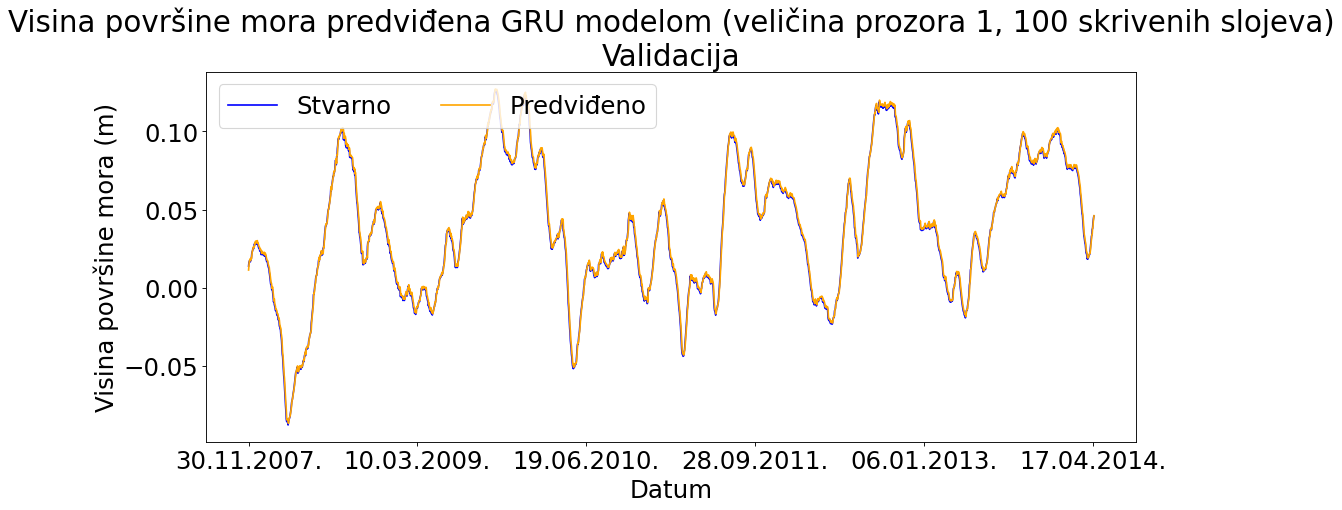 Visina površine mora predviđena GRU modelom (veličina prozora 1, 100 skrivenih slojeva)
Validacija
Stvarno Predviđeno
Visina površine mora (m)
0.10
0.05
0.00
−0.05
30.11.2007. 10.03.2009. 19.06.2010. 28.09.2011. 06.01.2013. 17.04.2014.
Datum